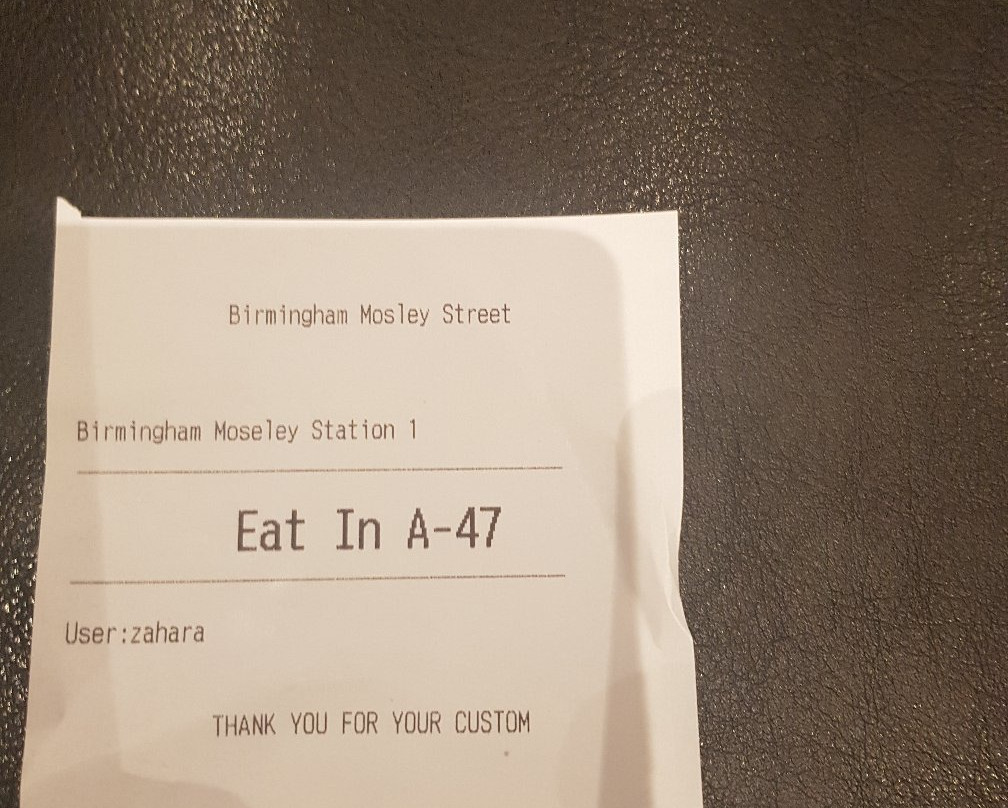 Birmingham Mosley Street
Birmingham Moseley Station 1
Eat In A-47
User:zahara
THANK YOU FOR YOUR CUSTOM